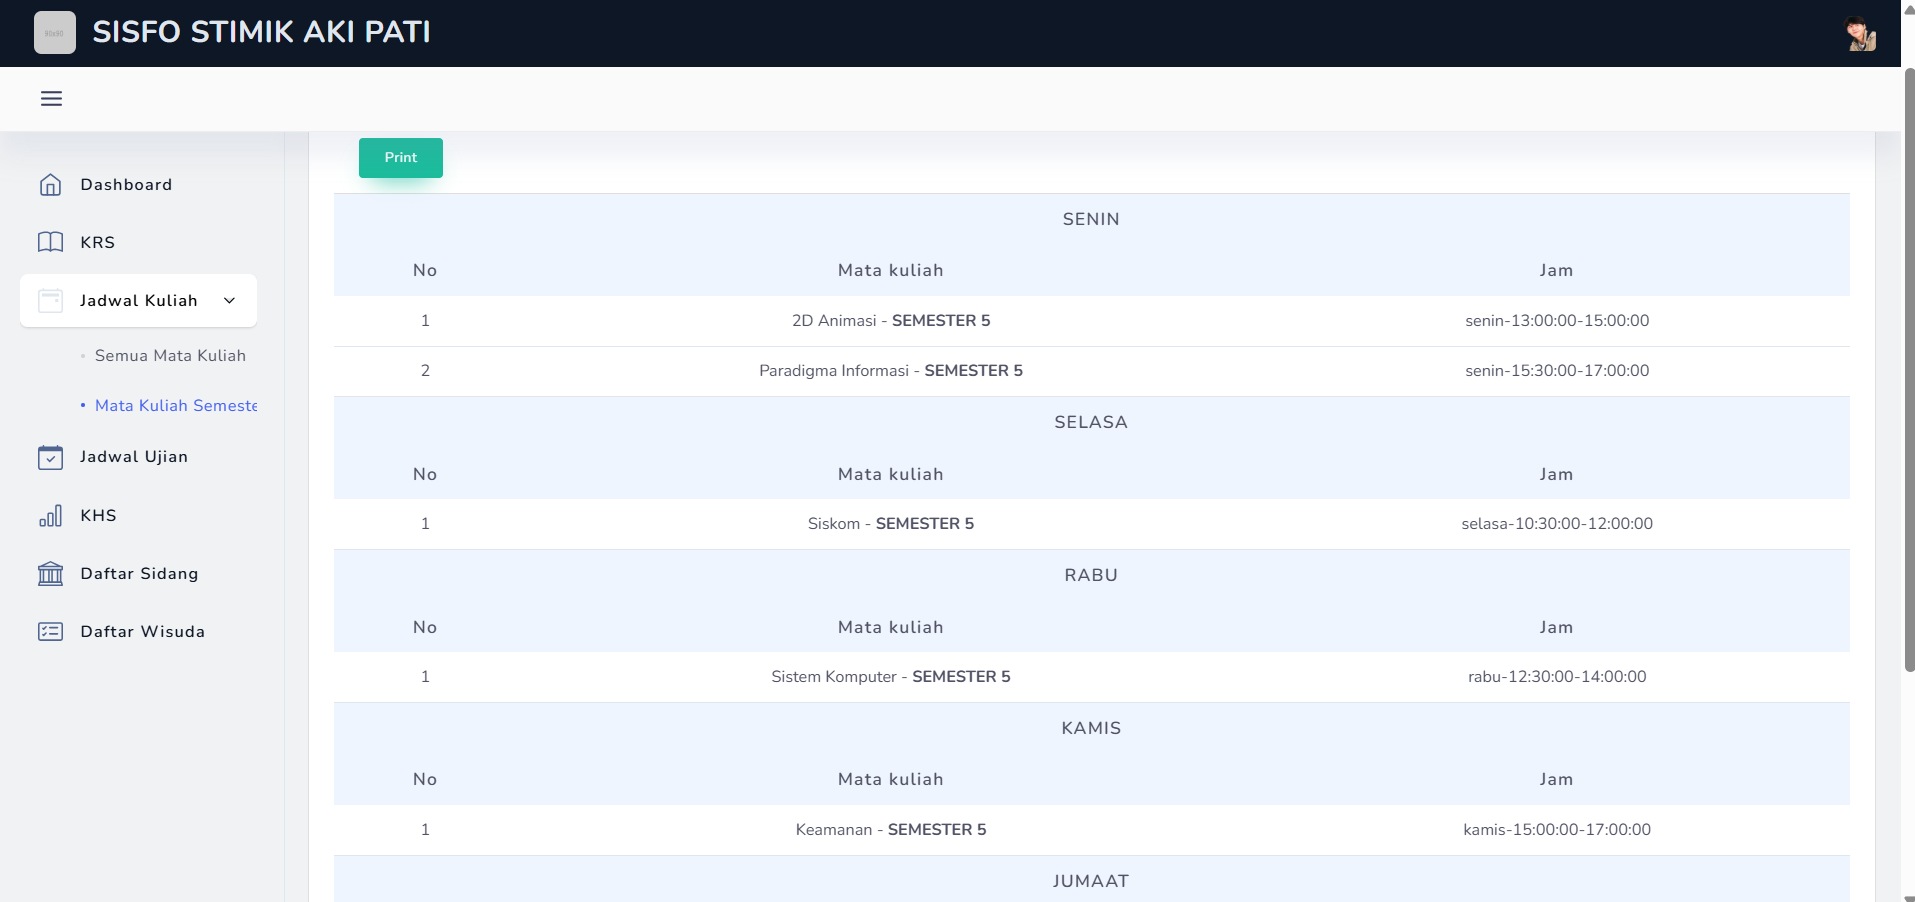 SISFO STIMIK AKI PATI
Print
Dashboard
KRS
Jadwal Kuliah
Semua Mata Kuliah
Mata Kuliah Semeste
Jadwal Ujian
KHS
Daftar Sidang
Daftar Wisuda
SENIN
No Mata kuliah Jam
1 2D Animasi - SEMESTER 5 senin-13:00:00-15:00:00
2 Paradigma Informasi - SEMESTER 5 senin-15:30:00-17:00:00
SELASA
No Mata kuliah Jam
1 Siskom - SEMESTER 5 selasa-10:30:00-12:00:00
RABU
No Mata kuliah Jam
1 Sistem Komputer - SEMESTER 5 rabu-12:30:00-14:00:00
KAMIS
No Mata kuliah Jam
1 Keamanan - SEMESTER 5 kamis-15:00:00-17:00:00
JUMAAT